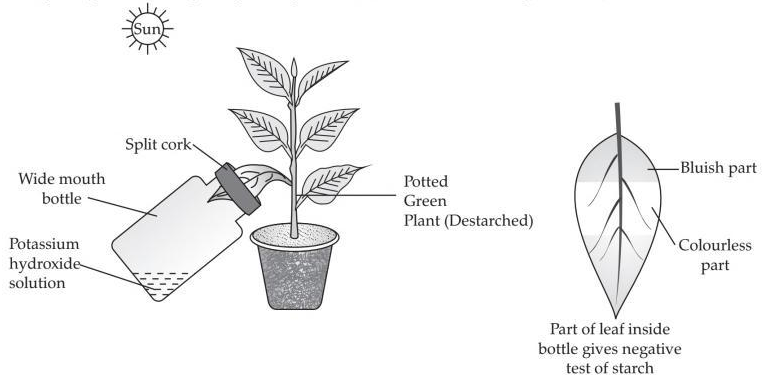 Sun
Split cork
Wide mouth
bottle
Potassium
hydroxide
solution
Potted
Green
Plant (Destarched)
Bluish part
Colourless
part
Part of leaf inside
bottle gives negative
test of starch